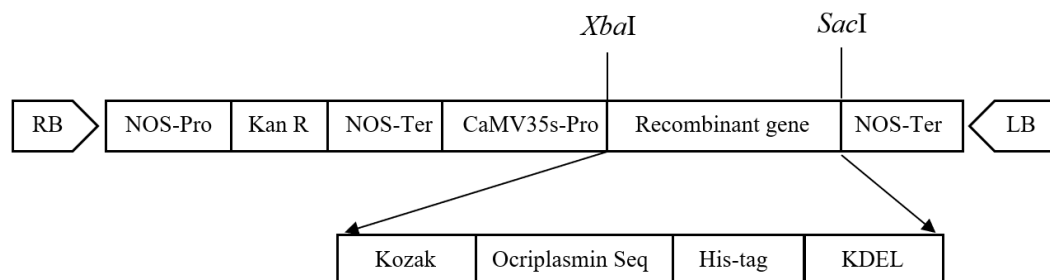 XbaI SacI
RB NOS-Pro Kan R NOS-Ter CaMV35s-Pro Recombinant gene NOS-Ter LB
Kozak Ocriplasmin Seq His-tag KDEL